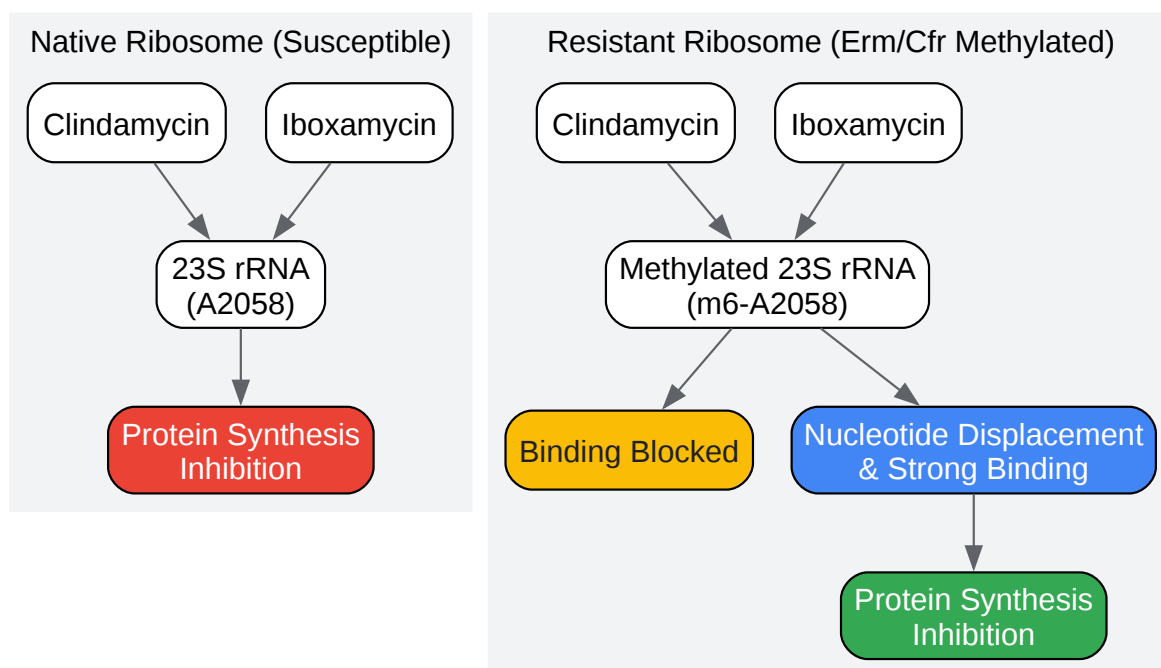 Native Ribosome (Susceptible)
Clindamycin
Iboxamycin
23S rRNA
(A2058)
Protein Synthesis
Inhibition
Resistant Ribosome (Erm/Cfr Methylated)
Clindamycin
Iboxamycin
Methylated 23S rRNA
(m6-A2058)
Binding Blocked
Nucleotide Displacement
& Strong Binding
Protein Synthesis
Inhibition